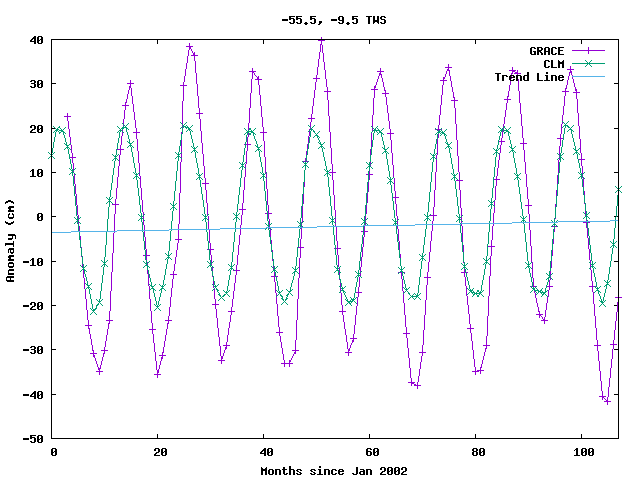 -55.5, -9.5 TWS
GRACE
CLM
Trend Line
40
30
20
10
0
-10
-20
-30
-40
-50
Anomaly (cm)
0 20 40 60 80 100
Months since Jan 2002